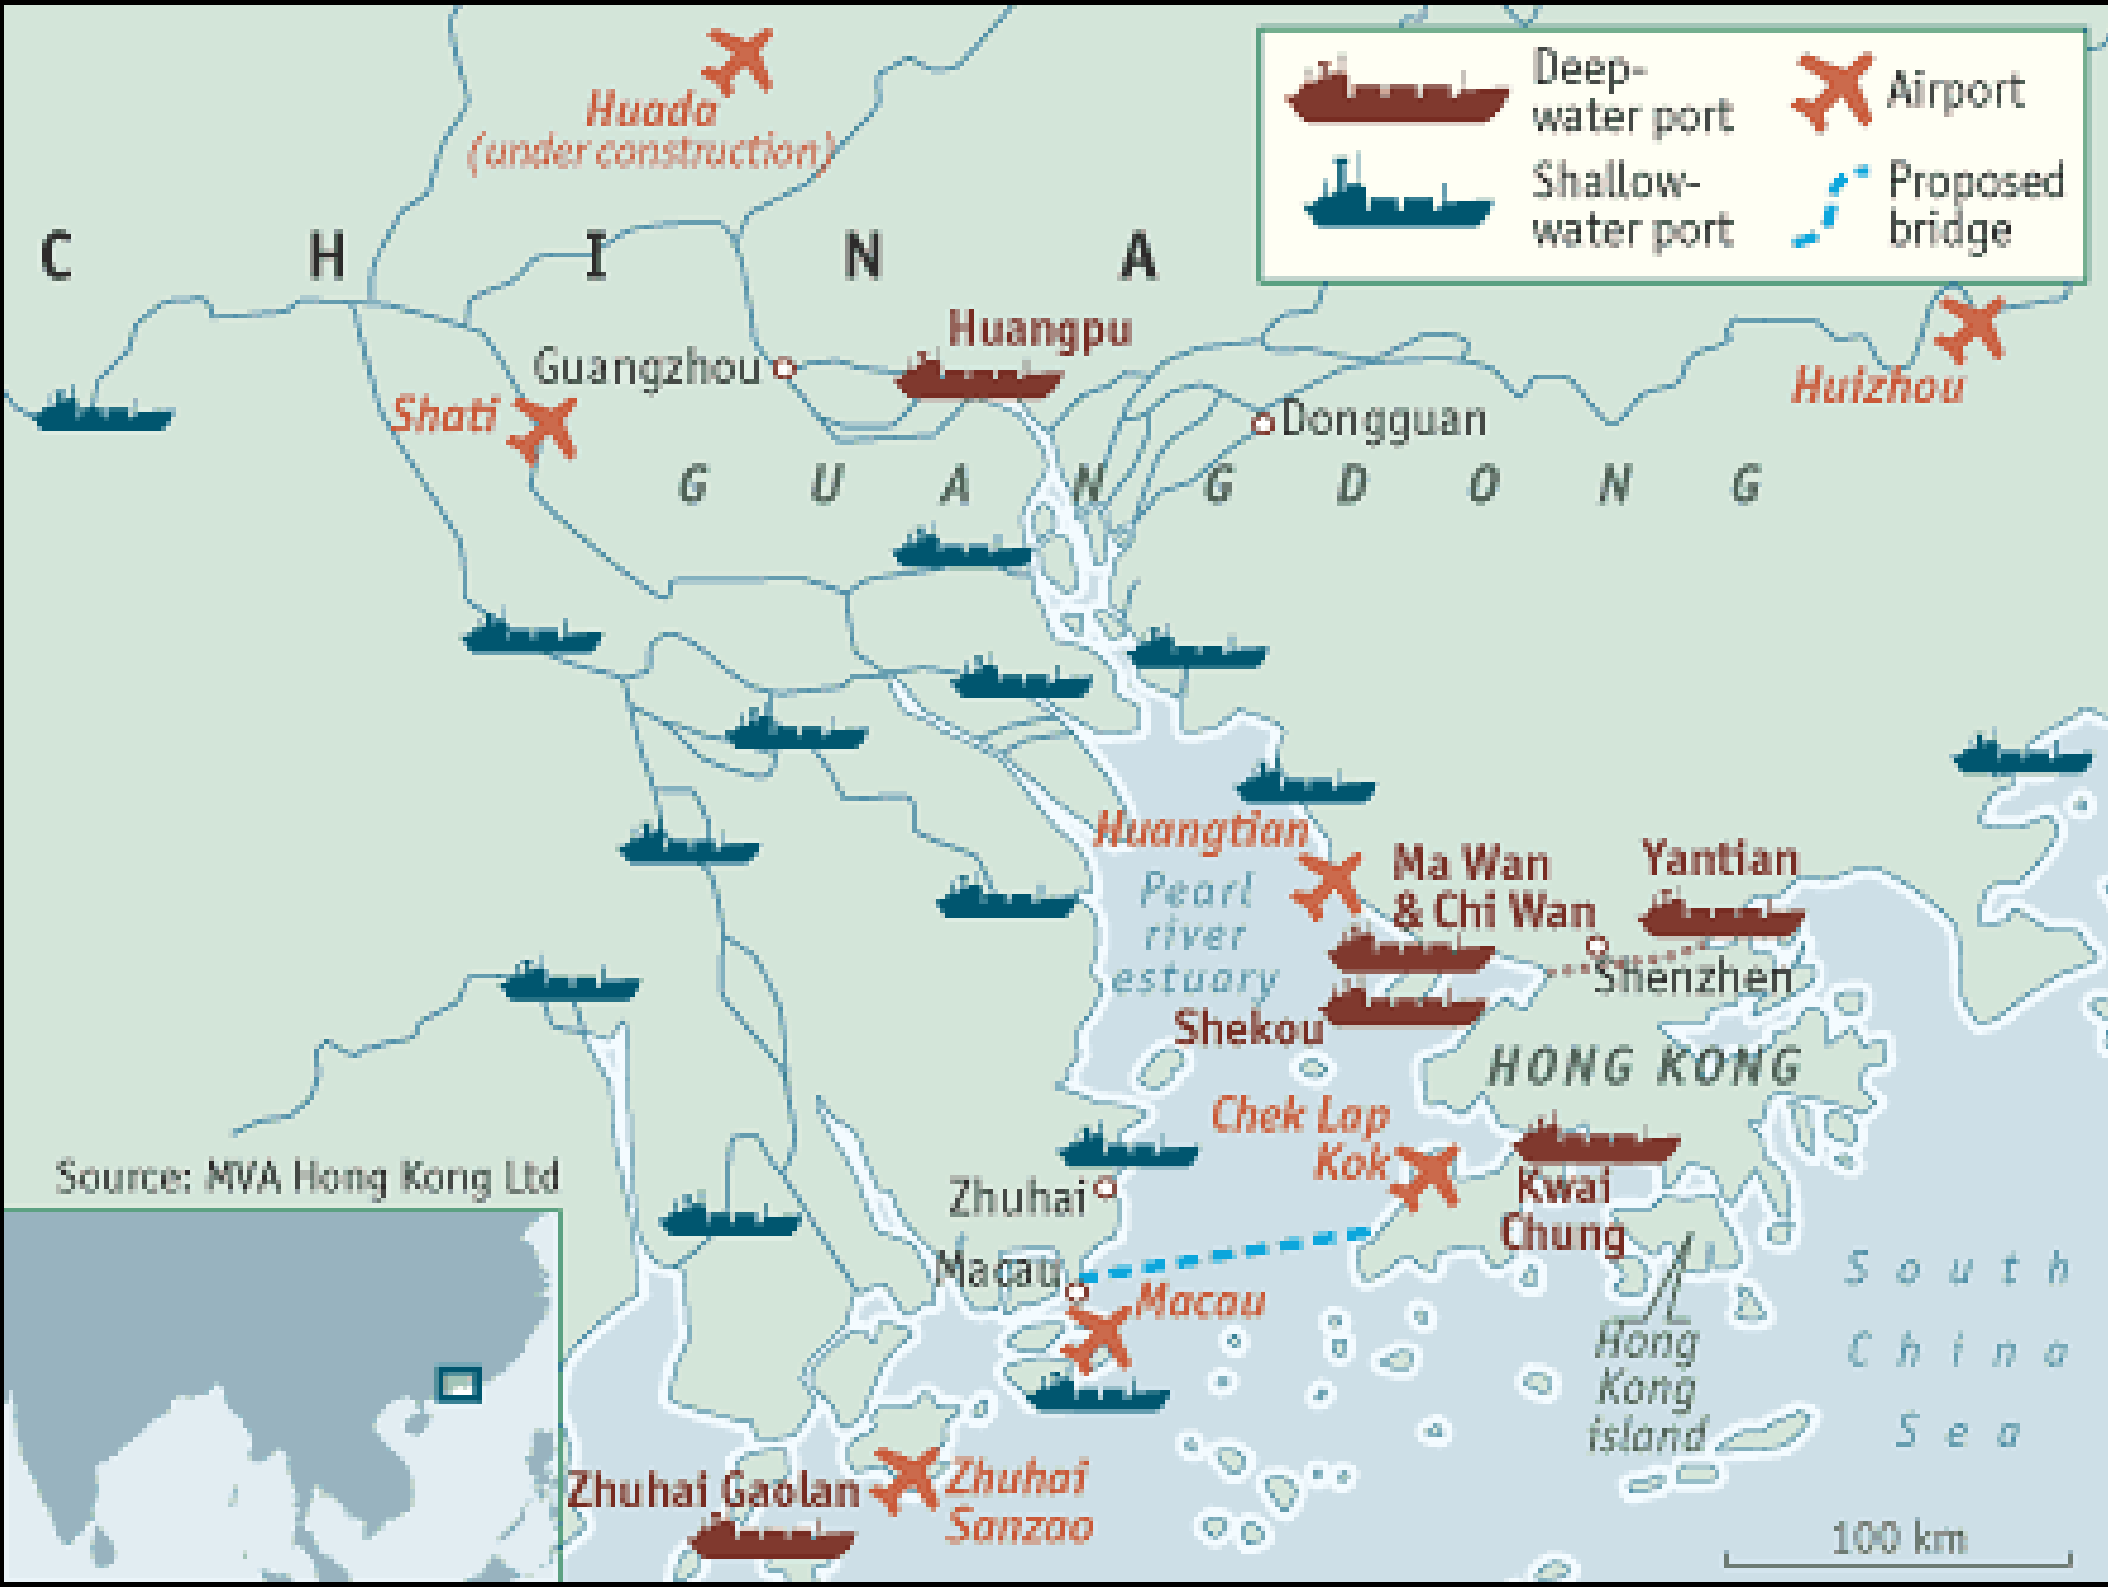 Deep-
water port
Airport
Shallow-
water port
Proposed
bridge
Huada
(under construction)
C H I N A
Huangpu
Guangzhou
Shati
Dongguan
Huizhou
G U A N G D O N G
Huangtian
Pearl
river
estuary
Ma Wan
& Chi Wan
Yantian
Shenzhen
Shekou
HONG KONG
Chek Lap
Kok
Kwai
Chung
Zhuhai
Macau
Macau
Source: MVA Hong Kong Ltd
Hong
Kong
island
South
China
Sea
Zhuhai Gaolan
Zhuhai
Sanzao
100 km